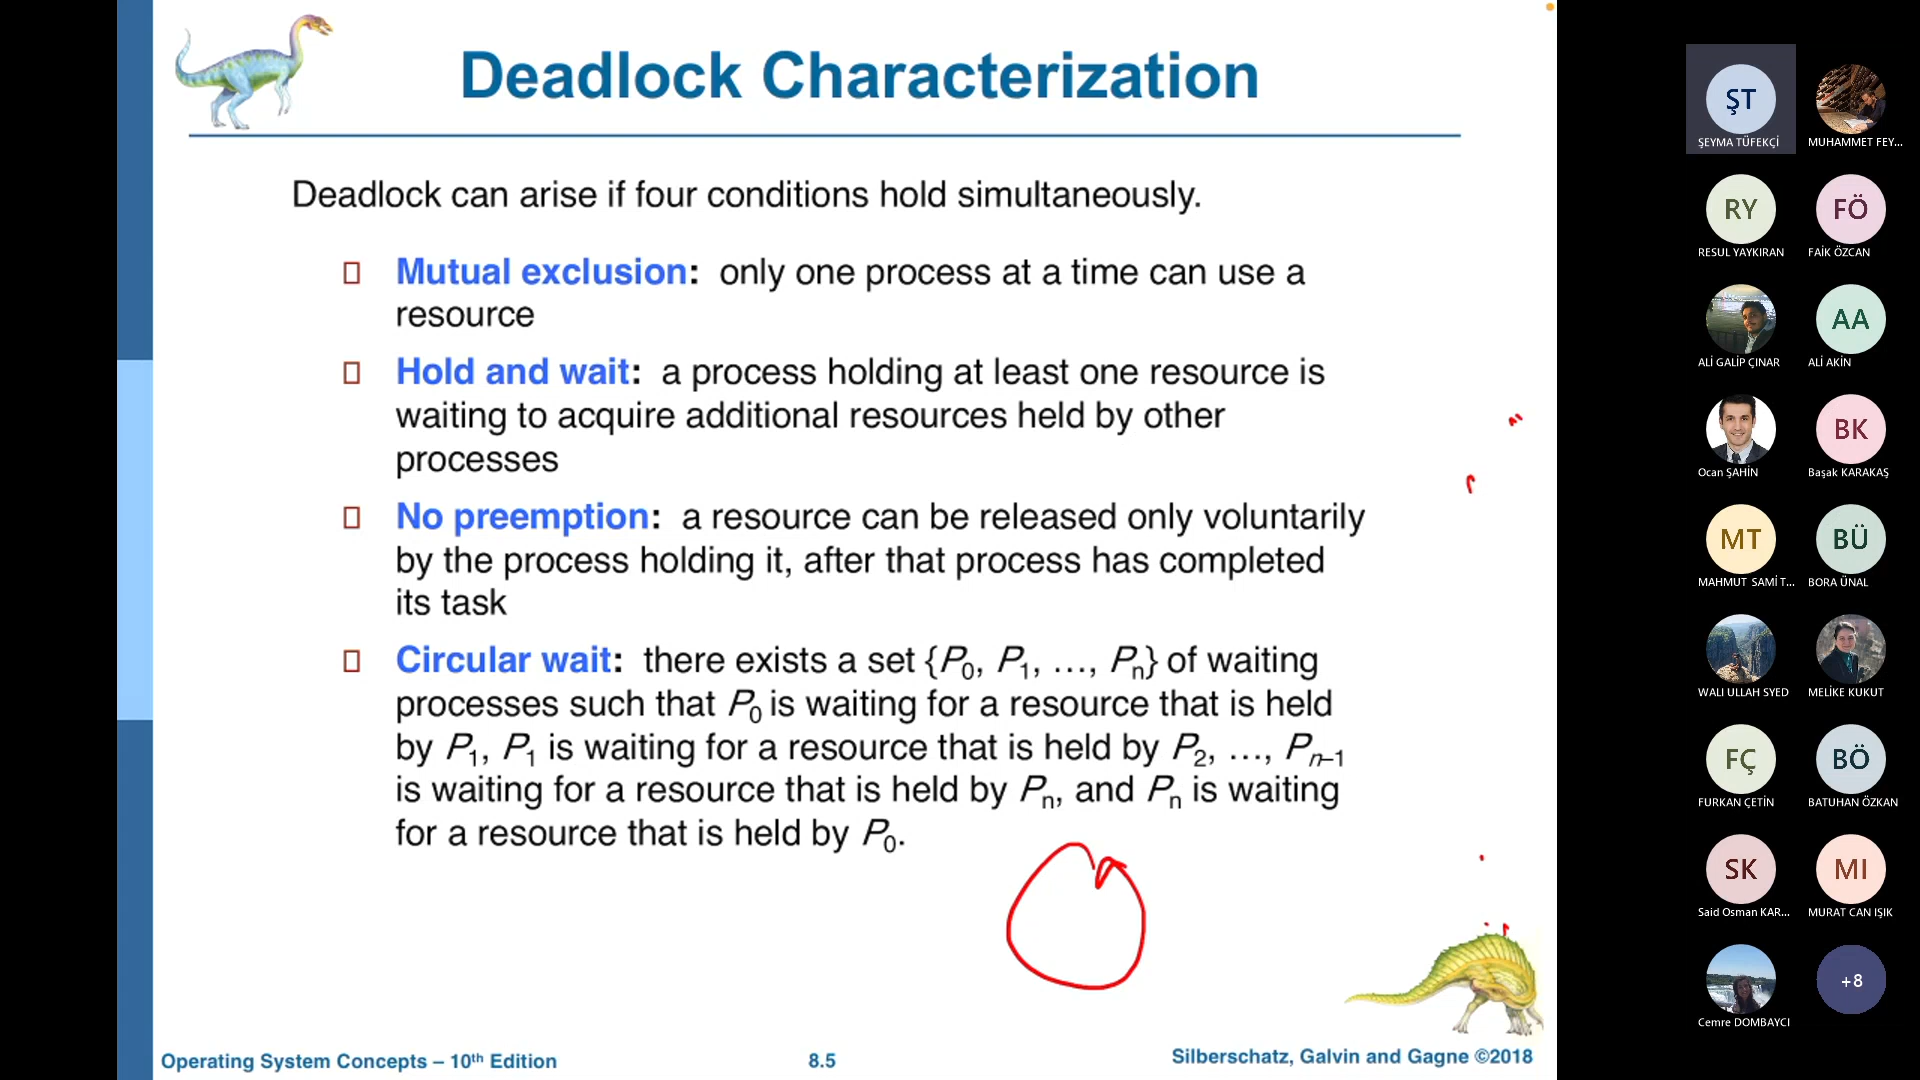 Deadlock Characterization
Deadlock can arise if four conditions hold simultaneously.
Mutual exclusion: only one process at a time can use a
resource
Hold and wait: a process holding at least one resource is
waiting to acquire additional resources held by other
processes
No preemption: a resource can be released only voluntarily
by the process holding it, after that process has completed
its task
Circular wait: there exists a set {P0, P1, …, Pn} of waiting
processes such that P0 is waiting for a resource that is held
by P1, P1 is waiting for a resource that is held by P2, …, Pn–1
is waiting for a resource that is held by Pn, and Pn is waiting
for a resource that is held by P0.
Operating System Concepts – 10th Edition
8.5
Silberschatz, Galvin and Gagne ©2018
ŞT
ŞEYMA TÜFEKÇİ
MUHAMMET FEY...
RY
RESUL YAYKIRAN
FÖ
FAİK ÖZCAN
ALİ GALİP ÇINAR
AA
ALİ AKİN
Ocan ŞAHİN
BK
Başak KARAKAŞ
MT
MAHMUT SAMİ T...
BÜ
BORA ÜNAL
WALI ULLAH SYED
MELİKE KUKUT
FÇ
FURKAN ÇETİN
BÖ
BATUHAN ÖZKAN
SK
Said Osman KAR...
MI
MURAT CAN IŞIK
Cemre DOMBAYCI
+8